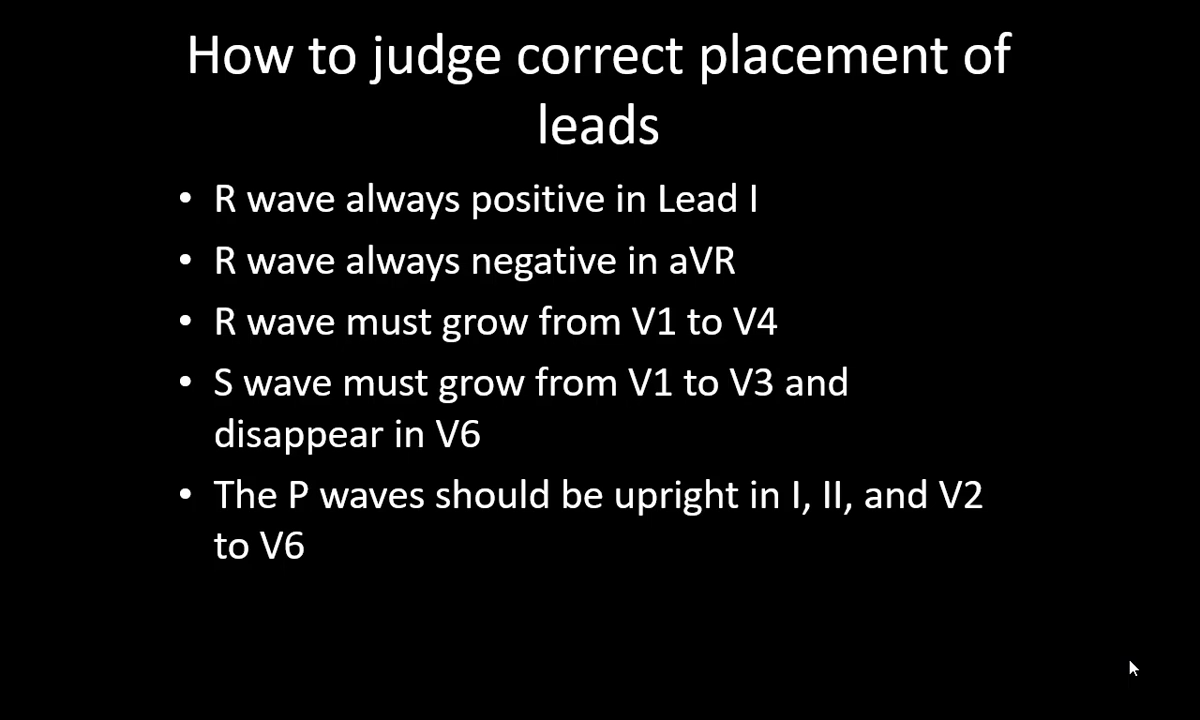 How to judge correct placement of
leads
• R wave always positive in Lead I
• R wave always negative in aVR
• R wave must grow from V1 to V4
• S wave must grow from V1 to V3 and
disappear in V6
• The P waves should be upright in I, II, and V2
to V6